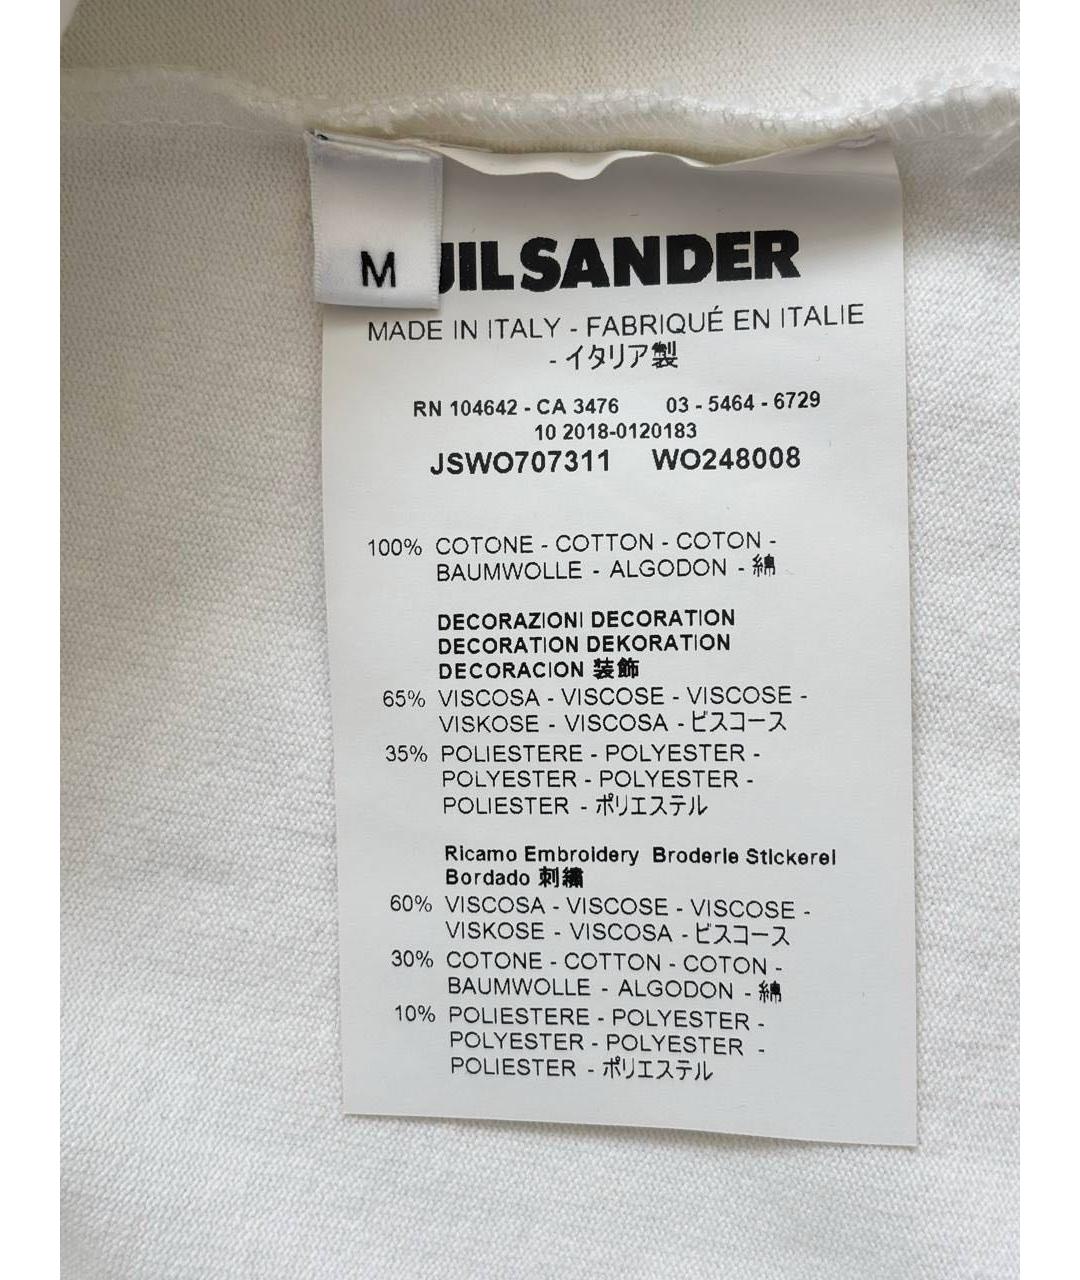 M
JIL SANDER
MADE IN ITALY - FABRIQUÉ EN ITALIE
- イタリア製
RN 104642 - CA 3476 03 - 5464 - 6729
10 2018-0120183
JSWO707311 WO248008
100% COTONE - COTTON - COTON -
BAUMWOLLE - ALGODON - 綿
DECORAZIONI DECORATION
DECORATION DEKORATION
DECORACION 装飾
65% VISCOSA - VISCOSE - VISCOSE -
VISKOSE - VISCOSA - ビスコース
35% POLIESTERE - POLYESTER -
POLYESTER - POLYESTER -
POLIESTER - ポリエステル
Ricamo Embroidery Broderie Stickerei
Bordado 刺繍
60% VISCOSA - VISCOSE - VISCOSE -
VISKOSE - VISCOSA - ビスコース
30% COTONE - COTTON - COTON -
BAUMWOLLE - ALGODON - 綿
10% POLIESTERE - POLYESTER -
POLYESTER - POLYESTER -
POLIESTER - ポリエステル